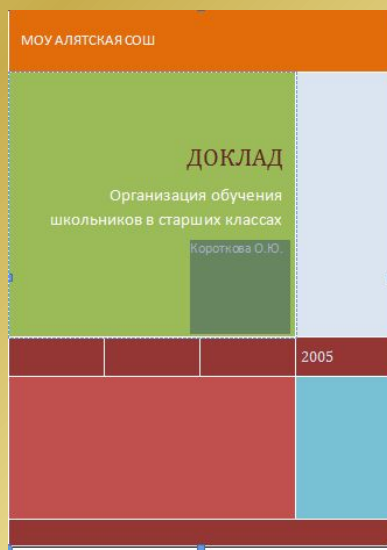 МОУ АЛЯТСКАЯ СОШ
ДОКЛАД
Организация обучения
школьников в старших классах
Короткова О.Ю.
2005